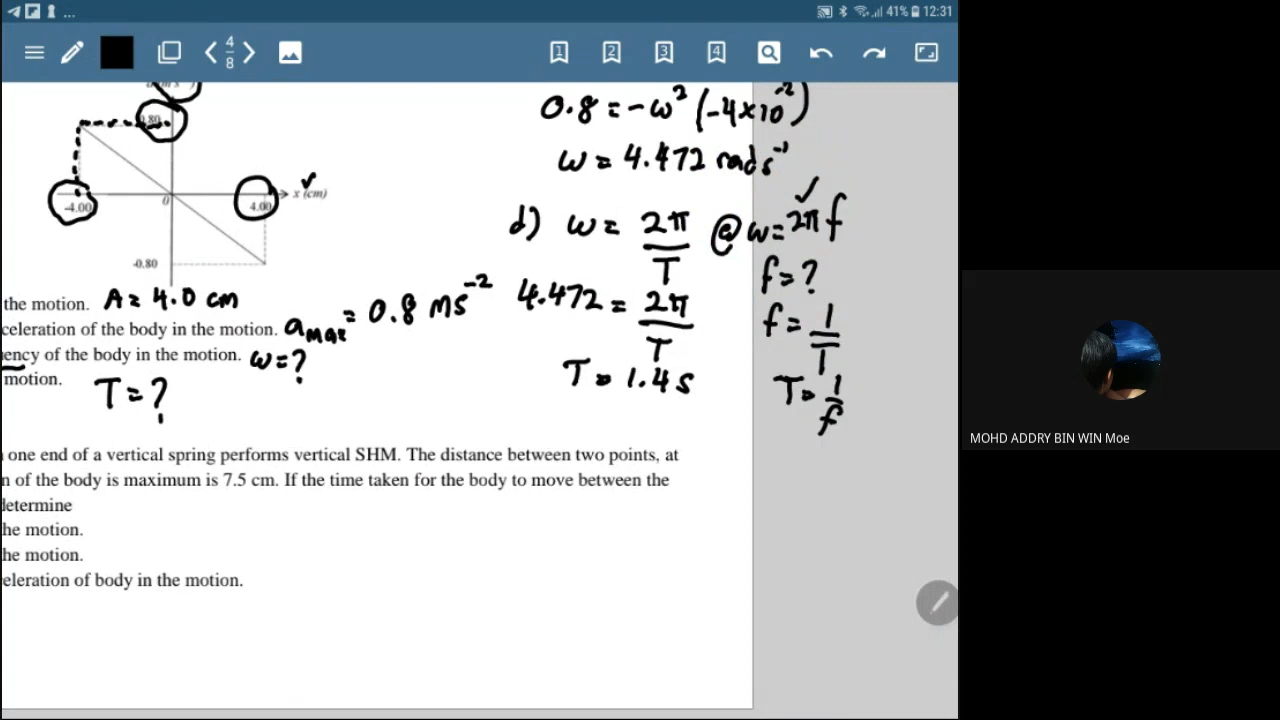 41% 12:31
4
8
1 2 3 4
0.80
-4.00
0
4.00
x (cm) ✓
-0.80
0.8 = -ω² (-4×10⁻²)
ω = 4.472 rads⁻¹
d) ω = 2π/T @ ω = 2πf ✓
4.472 = 2π/T
T = 1.4 s
f = ?
f = 1/T
T = 1/f
the motion. A = 4.0 cm
celeration of the body in the motion. aMAX = 0.8 ms⁻²
ency of the body in the motion. ω = ?
motion. T = ?
one end of a vertical spring performs vertical SHM. The distance between two points, at
n of the body is maximum is 7.5 cm. If the time taken for the body to move between the
determine
he motion.
he motion.
eleration of body in the motion.
MOHD ADDRY BIN WIN Moe